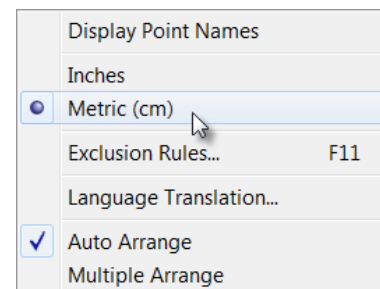 Display Point Names
Inches
Metric (cm)
Exclusion Rules... F11
Language Translation...
Auto Arrange
Multiple Arrange